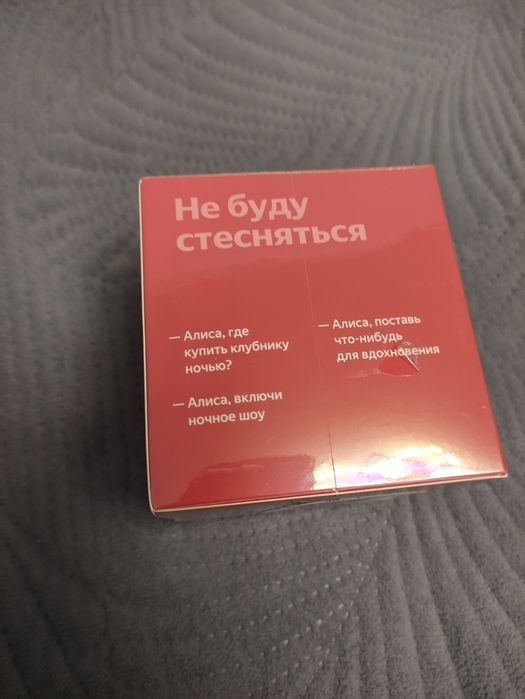 Не буду
стесняться
— Алиса, где
купить клубнику
ночью?
— Алиса, включи
ночное шоу
— Алиса, поставь
что-нибудь
для вдохновения